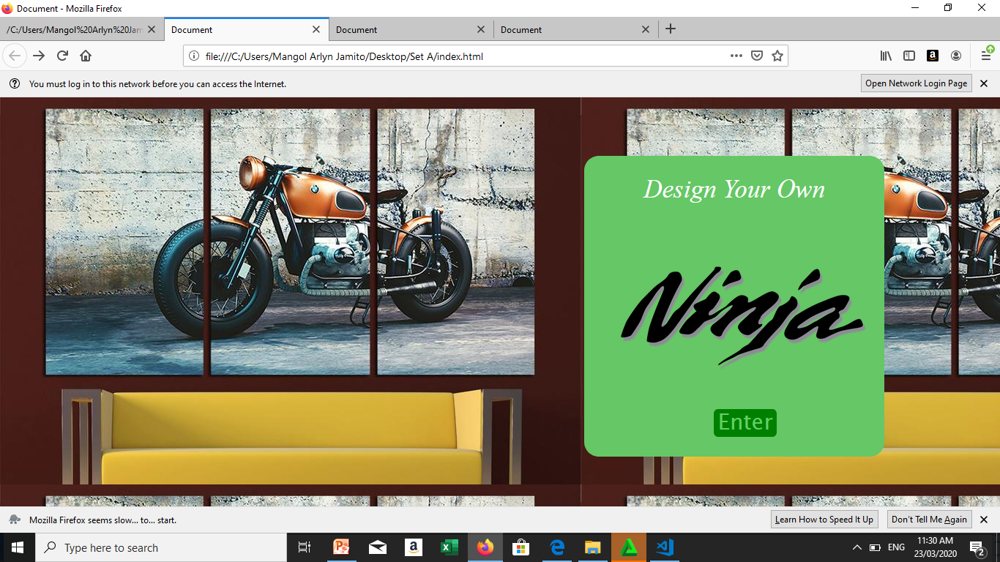 Document - Mozilla Firefox
/C:/Users/Mangol%20Arlyn%20Jam
Document
Document
Document
file:///C:/Users/Mangol Arlyn Jamito/Desktop/Set A/index.html
You must log in to this network before you can access the Internet.
Open Network Login Page
Design Your Own
Ninja
Enter
Mozilla Firefox seems slow... to... start.
Learn How to Speed It Up
Don't Tell Me Again
Type here to search
ENG
11:30 AM
23/03/2020
2